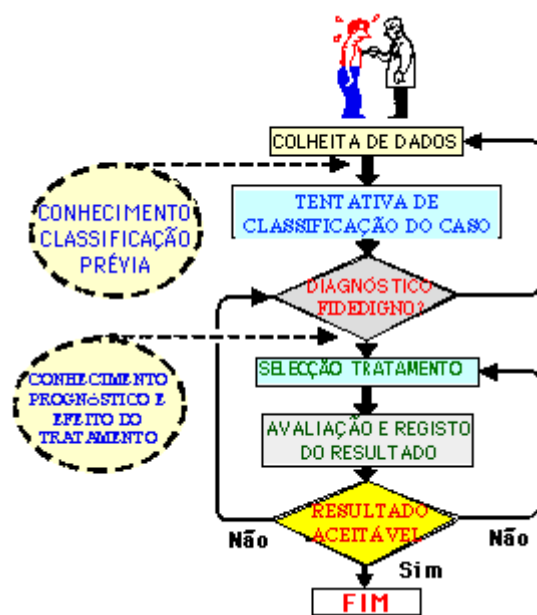 COLHEITA DE DADOS
TENTATIVA DE
CLASSIFICAÇÃO DO CASO
CONHECIMENTO
CLASSIFICAÇÃO
PRÉVIA
DIAGNÓSTICO
FIDEDIGNO?
SELECÇÃO TRATAMENTO
CONHECIMENTO
PROGNóSTICO E
EFEITO DO
TRATAMENTO
AVALIAÇÃO E REGISTO
DO RESULTADO
RESULTADO
ACEITÁVEL
Não
Não
Sim
FIM